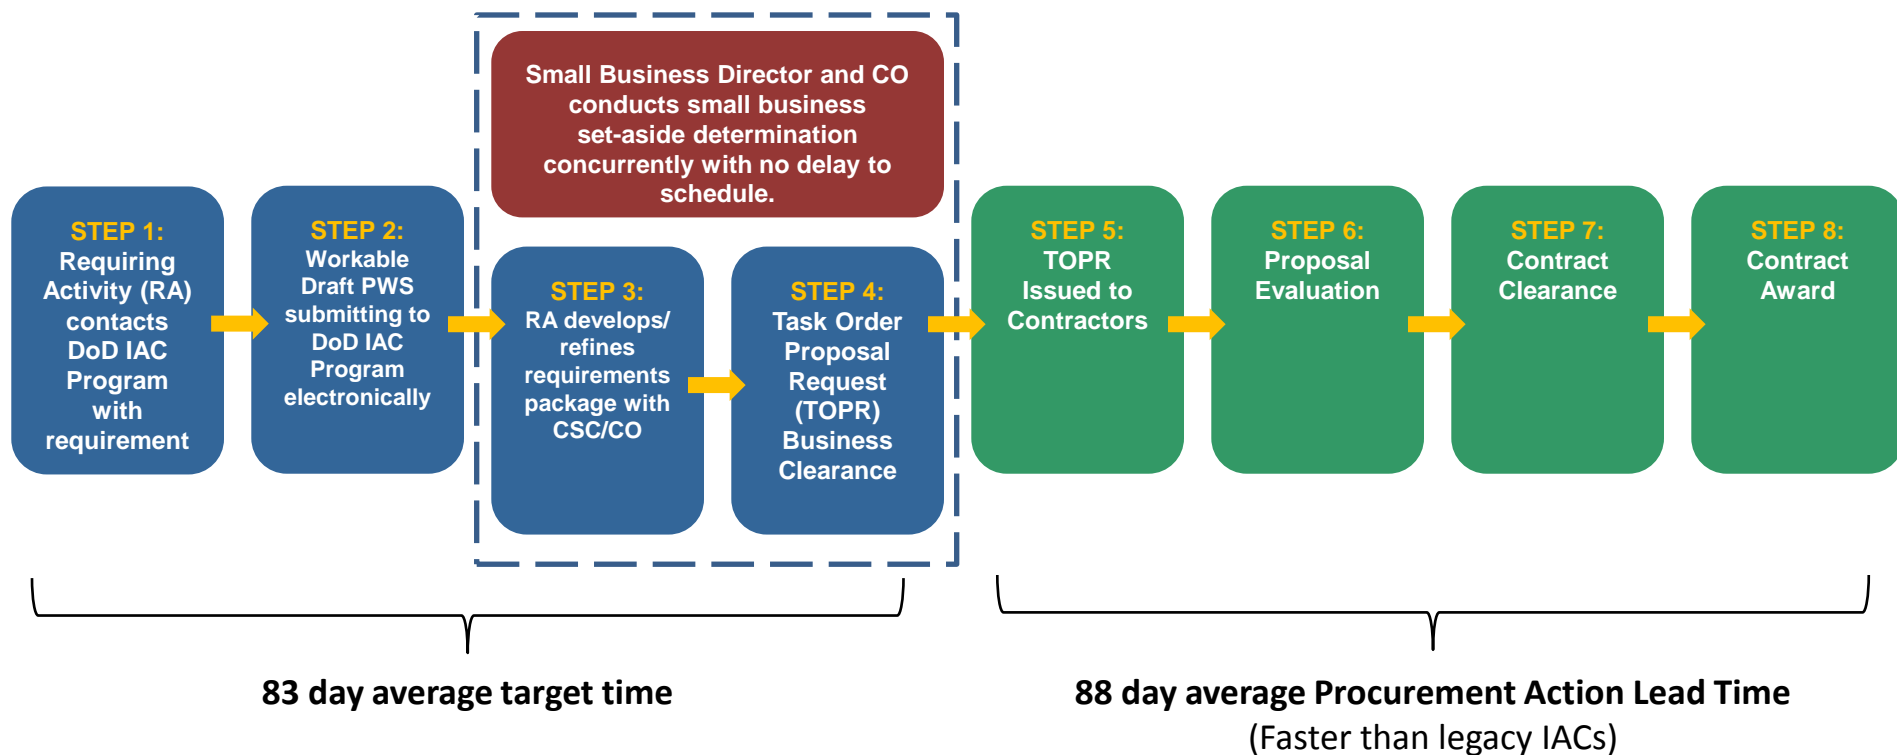 Small Business Director and CO
conducts small business
set-aside determination
concurrently with no delay to
schedule.
STEP 1:
Requiring
Activity (RA)
contacts
DoD IAC
Program
with
requirement
STEP 2:
Workable
Draft PWS
submitting to
DoD IAC
Program
electronically
STEP 3:
RA develops/
refines
requirements
package with
CSC/CO
STEP 4:
Task Order
Proposal
Request
(TOPR)
Business
Clearance
STEP 5:
TOPR
Issued to
Contractors
STEP 6:
Proposal
Evaluation
STEP 7:
Contract
Clearance
STEP 8:
Contract
Award
83 day average target time
88 day average Procurement Action Lead Time
(Faster than legacy IACs)